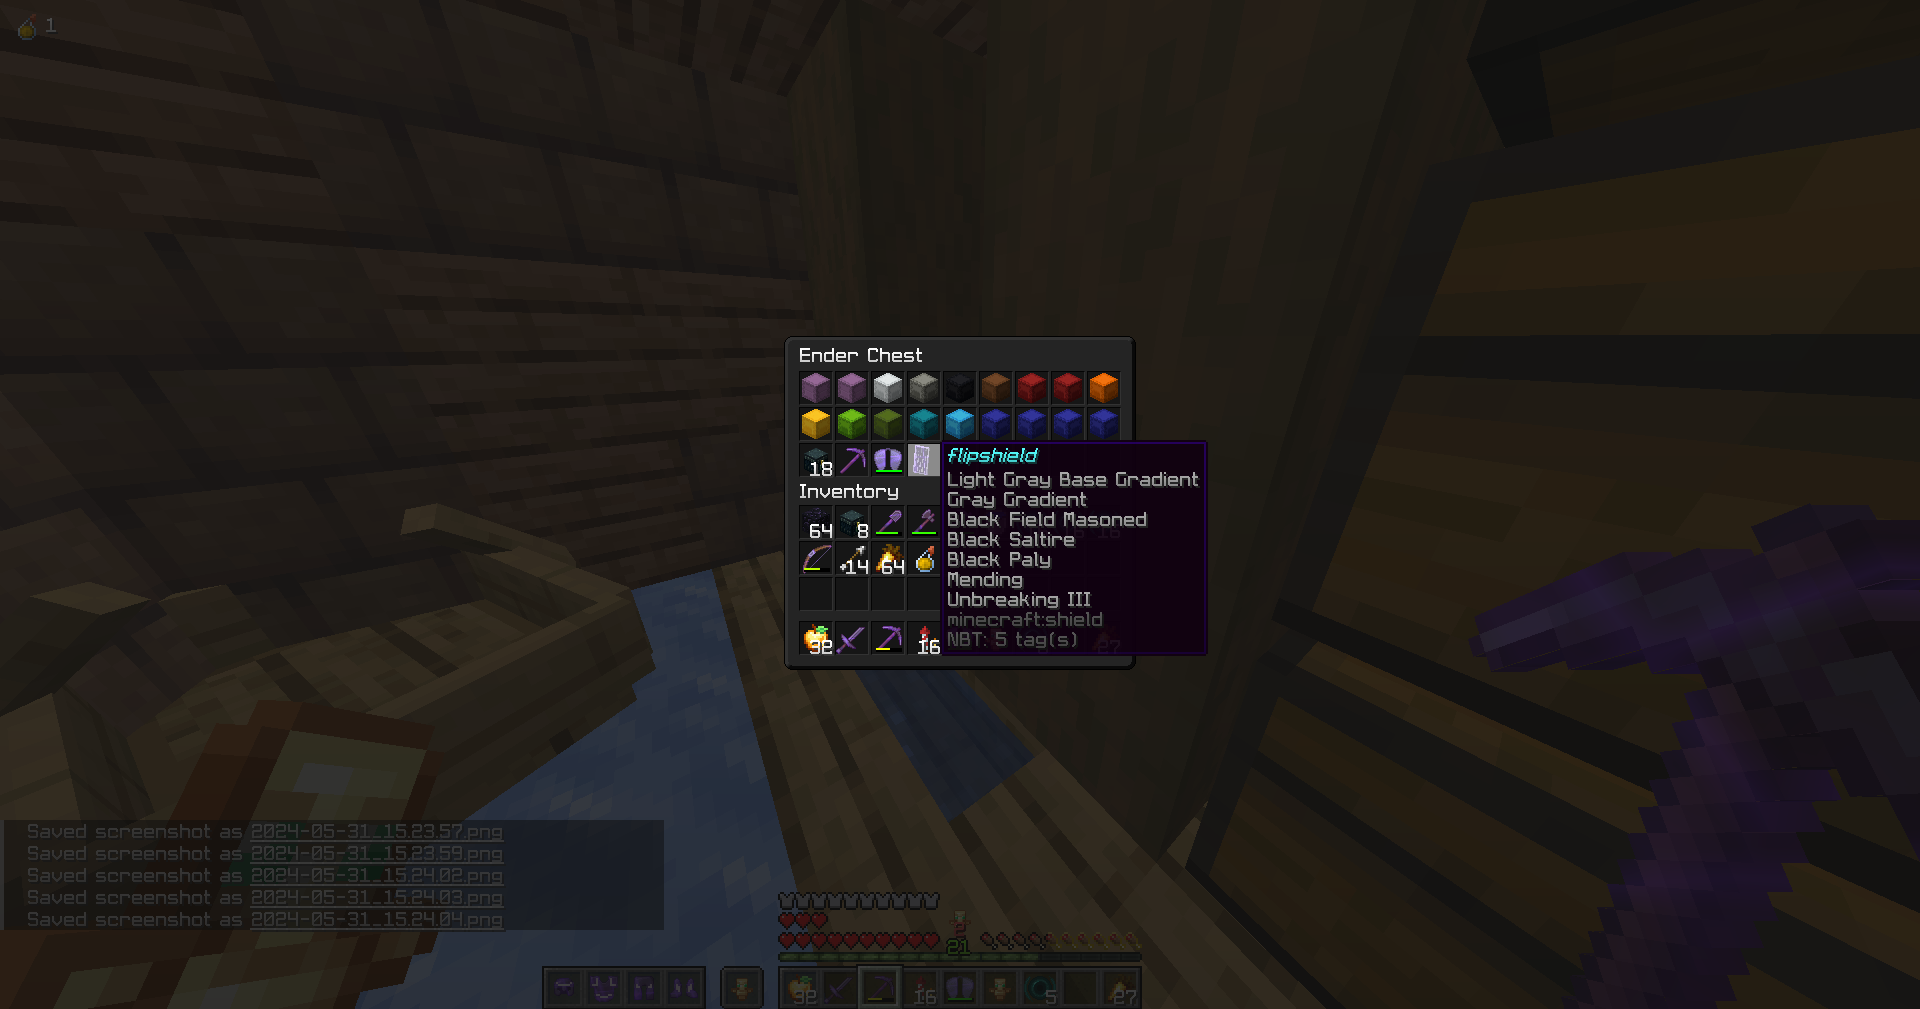 1
Ender Chest
18
flipshield
Light Gray Base Gradient
Gray Gradient
Black Field Masoned
Black Saltire
Black Paly
Mending
Unbreaking III
minecraft:shield
NBT: 5 tag(s)
Inventory
64 8
+14 64
32 16 27
Saved screenshot as 2024-05-31_15.23.57.png
Saved screenshot as 2024-05-31_15.23.59.png
Saved screenshot as 2024-05-31_15.24.02.png
Saved screenshot as 2024-05-31_15.24.03.png
Saved screenshot as 2024-05-31_15.24.04.png
2
21
32 16 5 27